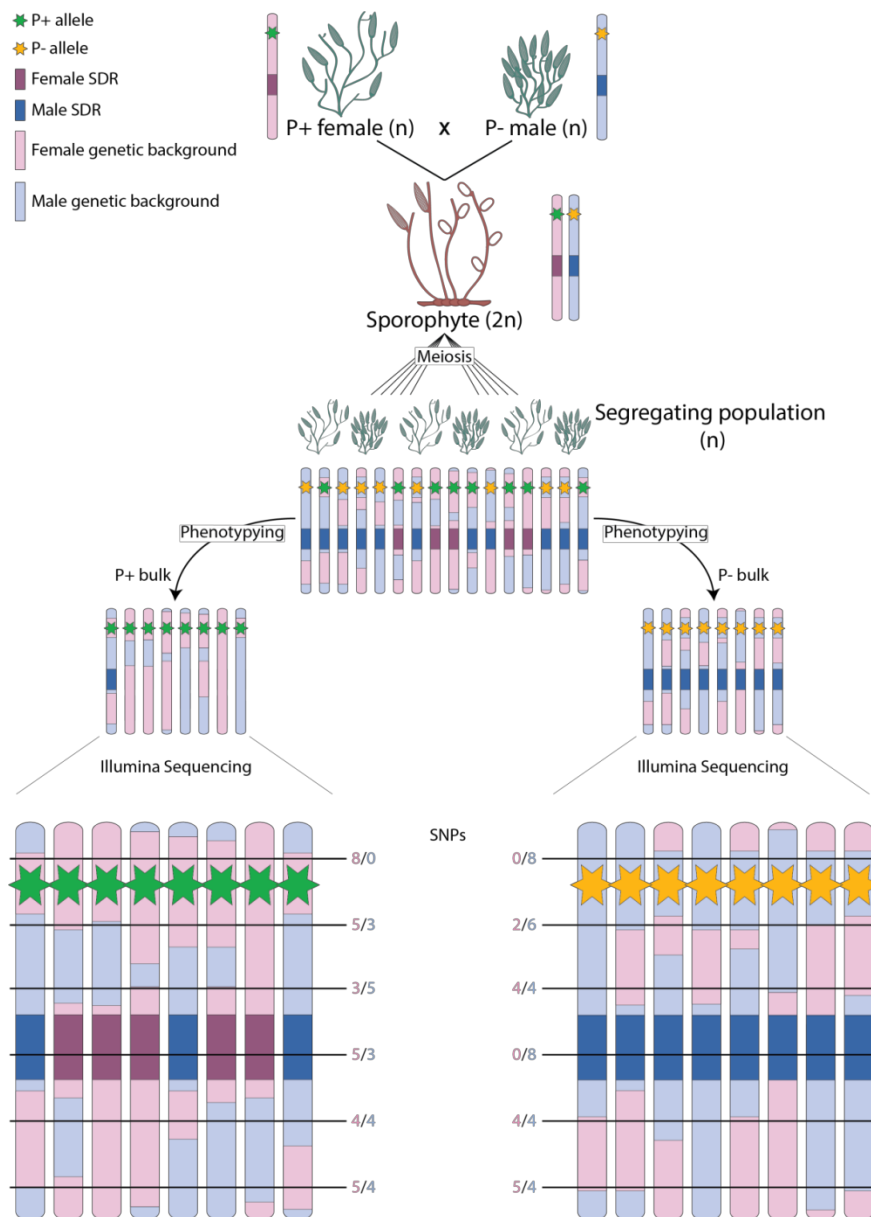 P+ allele
P- allele
Female SDR
Male SDR
Female genetic background
Male genetic background
P+ female (n) x P- male (n)
Sporophyte (2n)
Meiosis
Segregating population
(n)
Phenotypying
Phenotypying
P+ bulk
P- bulk
Illumina Sequencing
Illumina Sequencing
SNPs
8/0
0/8
5/3
2/6
3/5
4/4
5/3
0/8
4/4
4/4
5/4
5/4